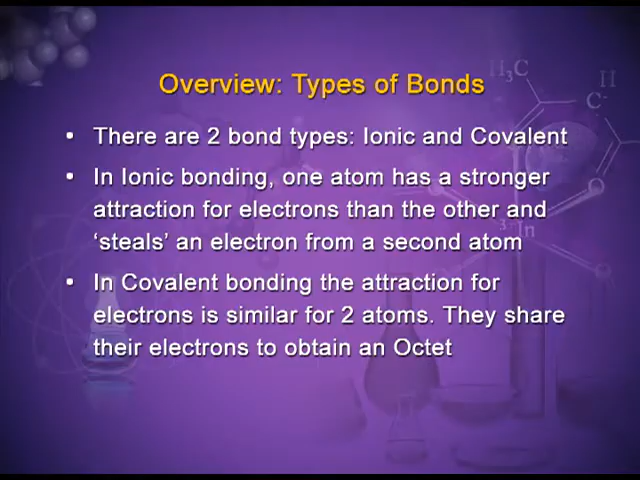 Overview: Types of Bonds
• There are 2 bond types: Ionic and Covalent
• In Ionic bonding, one atom has a stronger
attraction for electrons than the other and
‘steals’ an electron from a second atom
• In Covalent bonding the attraction for
electrons is similar for 2 atoms. They share
their electrons to obtain an Octet
H₃C
H
C